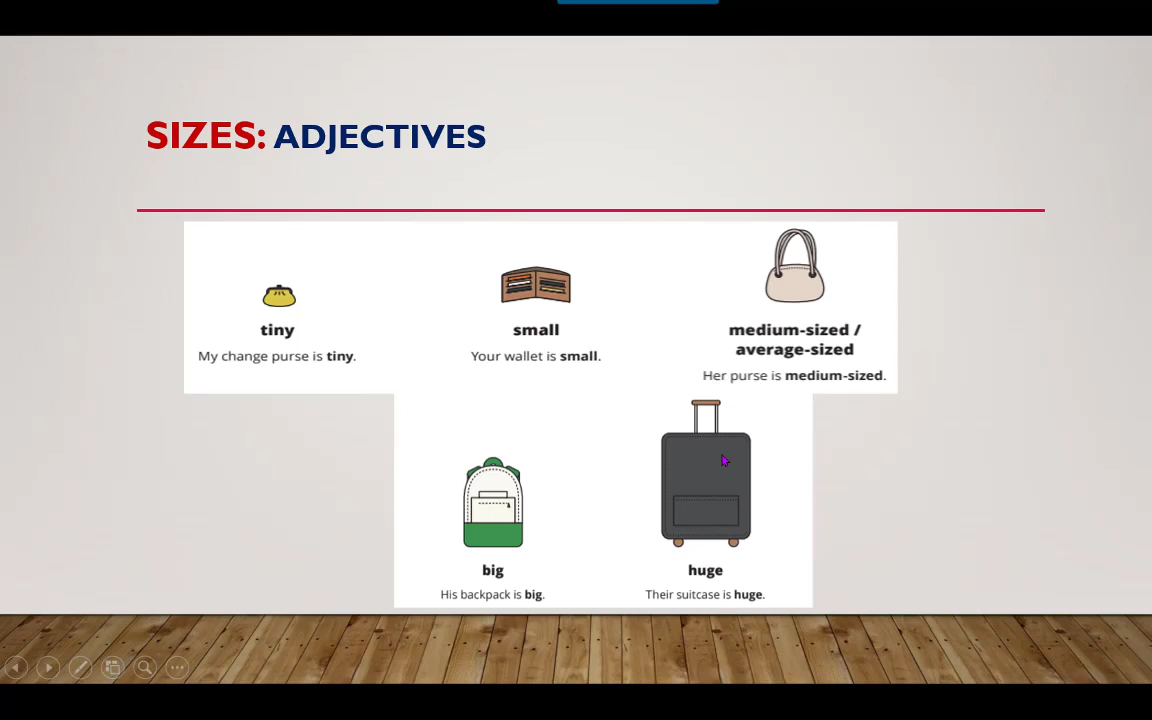 SIZES: ADJECTIVES
tiny
My change purse is tiny.
small
Your wallet is small.
medium-sized /
average-sized
Her purse is medium-sized.
big
His backpack is big.
huge
Their suitcase is huge.